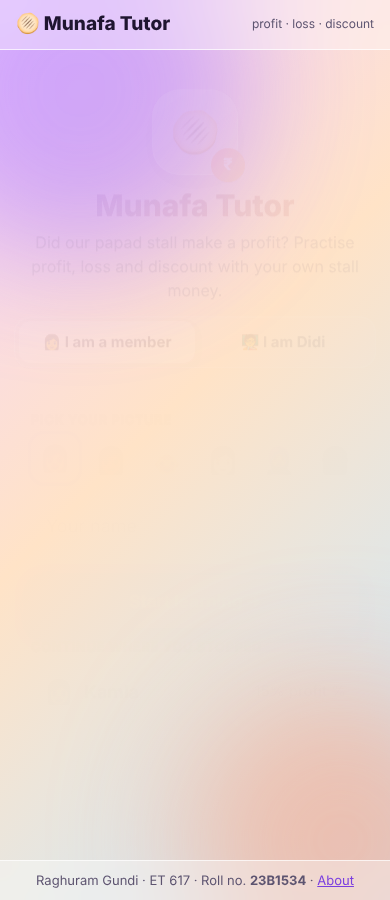 Munafa Tutor
profit · loss · discount
Munafa Tutor
Did our papad stall make a profit? Practise
profit, loss and discount with your own stall
money.
I am a member
I am Didi
Raghuram Gundi · ET 617 · Roll no. 23B1534 · About